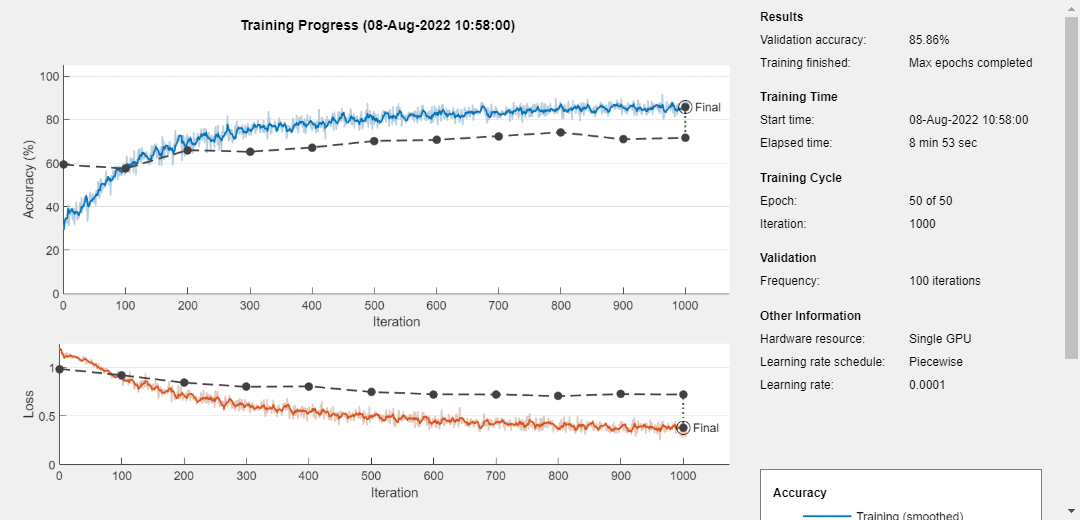 Training Progress (08-Aug-2022 10:58:00)
Accuracy (%)
100
80
60
40
20
0
0 100 200 300 400 500 600 700 800 900 1000
Iteration
Final
Loss
1
0.5
0
0 100 200 300 400 500 600 700 800 900 1000
Iteration
Final
Results
Validation accuracy: 85.86%
Training finished: Max epochs completed
Training Time
Start time: 08-Aug-2022 10:58:00
Elapsed time: 8 min 53 sec
Training Cycle
Epoch: 50 of 50
Iteration: 1000
Validation
Frequency: 100 iterations
Other Information
Hardware resource: Single GPU
Learning rate schedule: Piecewise
Learning rate: 0.0001
Accuracy
Training (smoothed)